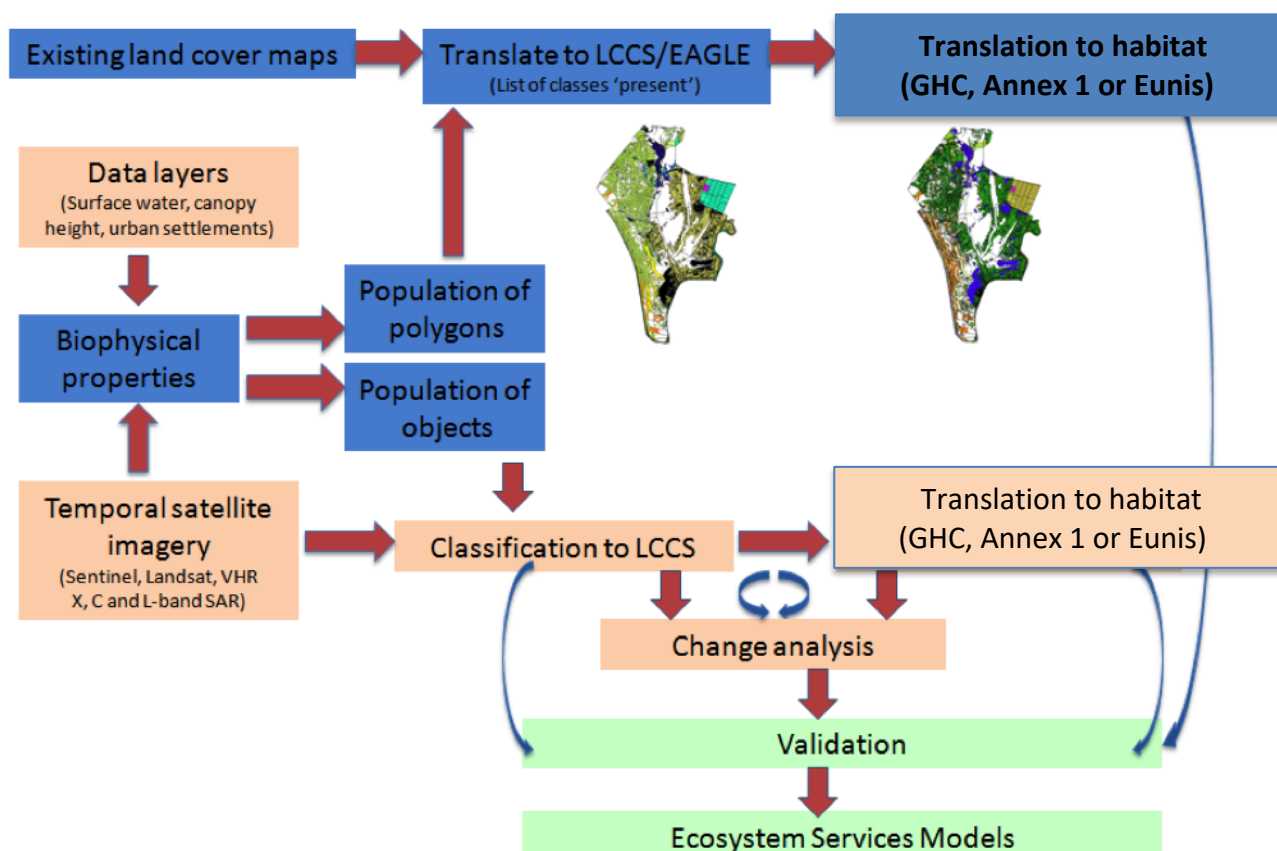 Existing land cover maps
Translate to LCCS/EAGLE
(List of classes ‘present’)
Translation to habitat
(GHC, Annex 1 or Eunis)
Data layers
(Surface water, canopy
height, urban settlements)
Biophysical
properties
Population of
polygons
Population of
objects
Temporal satellite
imagery
(Sentinel, Landsat, VHR
X, C and L-band SAR)
Classification to LCCS
Translation to habitat
(GHC, Annex 1 or Eunis)
Change analysis
Validation
Ecosystem Services Models